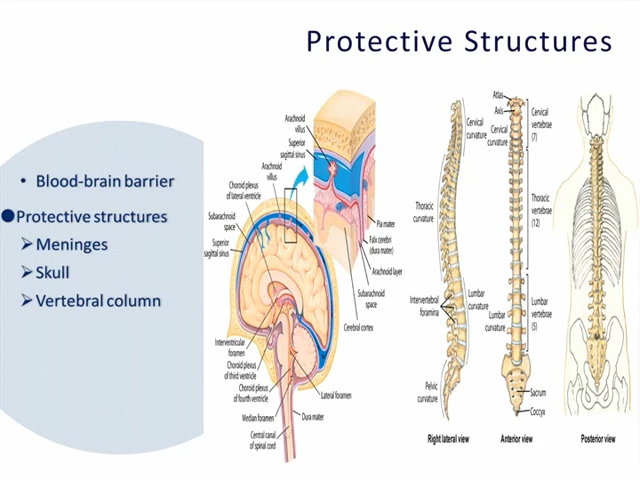 Protective Structures
• Blood-brain barrier
Protective structures
➢ Meninges
➢ Skull
➢ Vertebral column
Arachnoid
villus
Superior
sagittal sinus
Arachnoid
villus
Choroid plexus
of lateral ventricle
Subarachnoid
space
Superior
sagittal sinus
Pia mater
Falx cerebri
(dura mater)
Arachnoid layer
Subarachnoid
space
Cerebral cortex
Interventricular
foramen
Choroid plexus
of third ventricle
Choroid plexus
of fourth ventricle
Median foramen
Central canal
of spinal cord
Lateral foramen
Dura mater
Cervical
curvature
Thoracic
curvature
Intervertebral
foramina
Lumbar
curvature
Pelvic
curvature
Right lateral view
Atlas
Axis
Cervical
curvature
Cervical
vertebrae
(7)
Thoracic
vertebrae
(12)
Lumbar
vertebrae
(5)
Lumbar
curvature
Sacrum
Coccyx
Anterior view
Posterior view